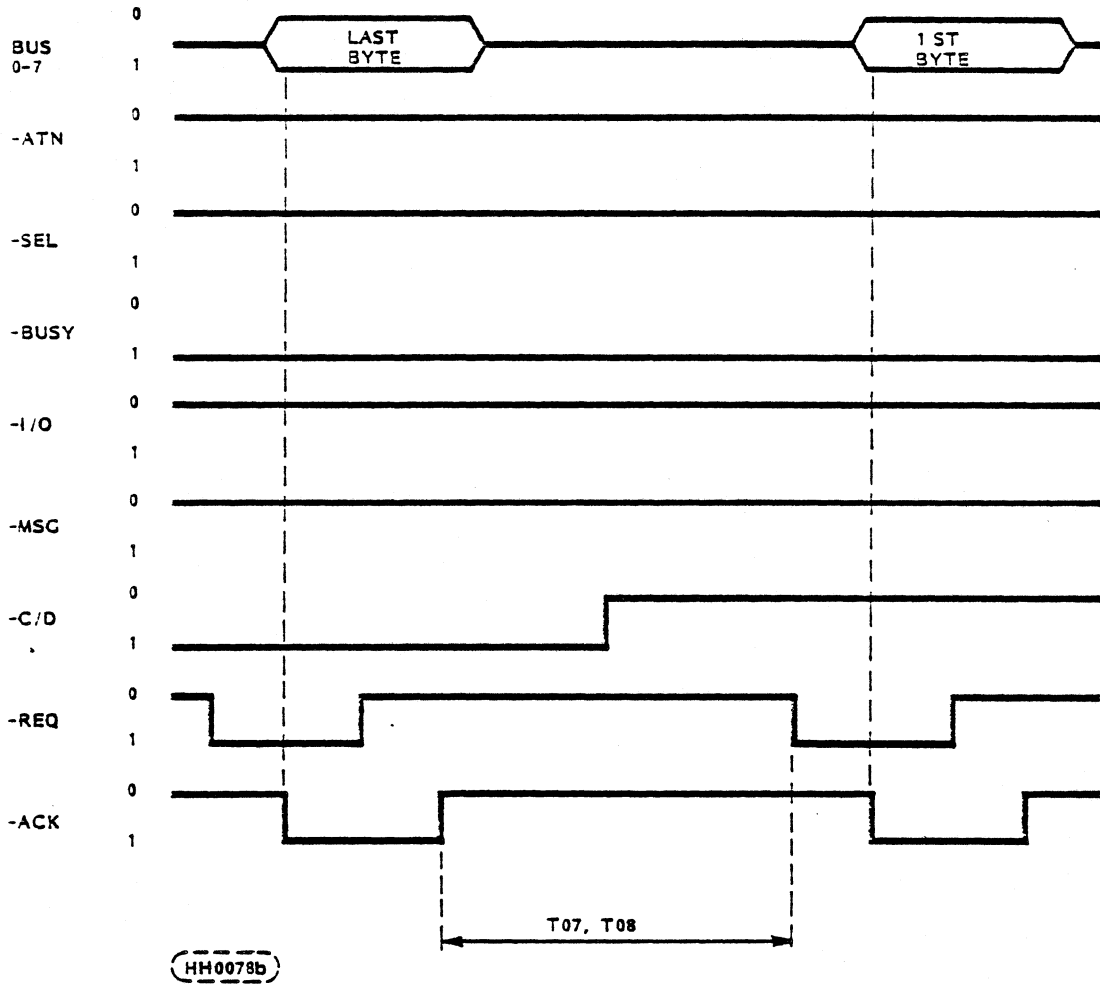 0
BUS
0-7
1
LAST
BYTE
1 ST
BYTE
0
-ATN
1
0
-SEL
1
0
-BUSY
1
0
-I/O
1
0
-MSG
1
0
-C/D
1
0
-REQ
1
0
-ACK
1
T07, T08
HH0078b